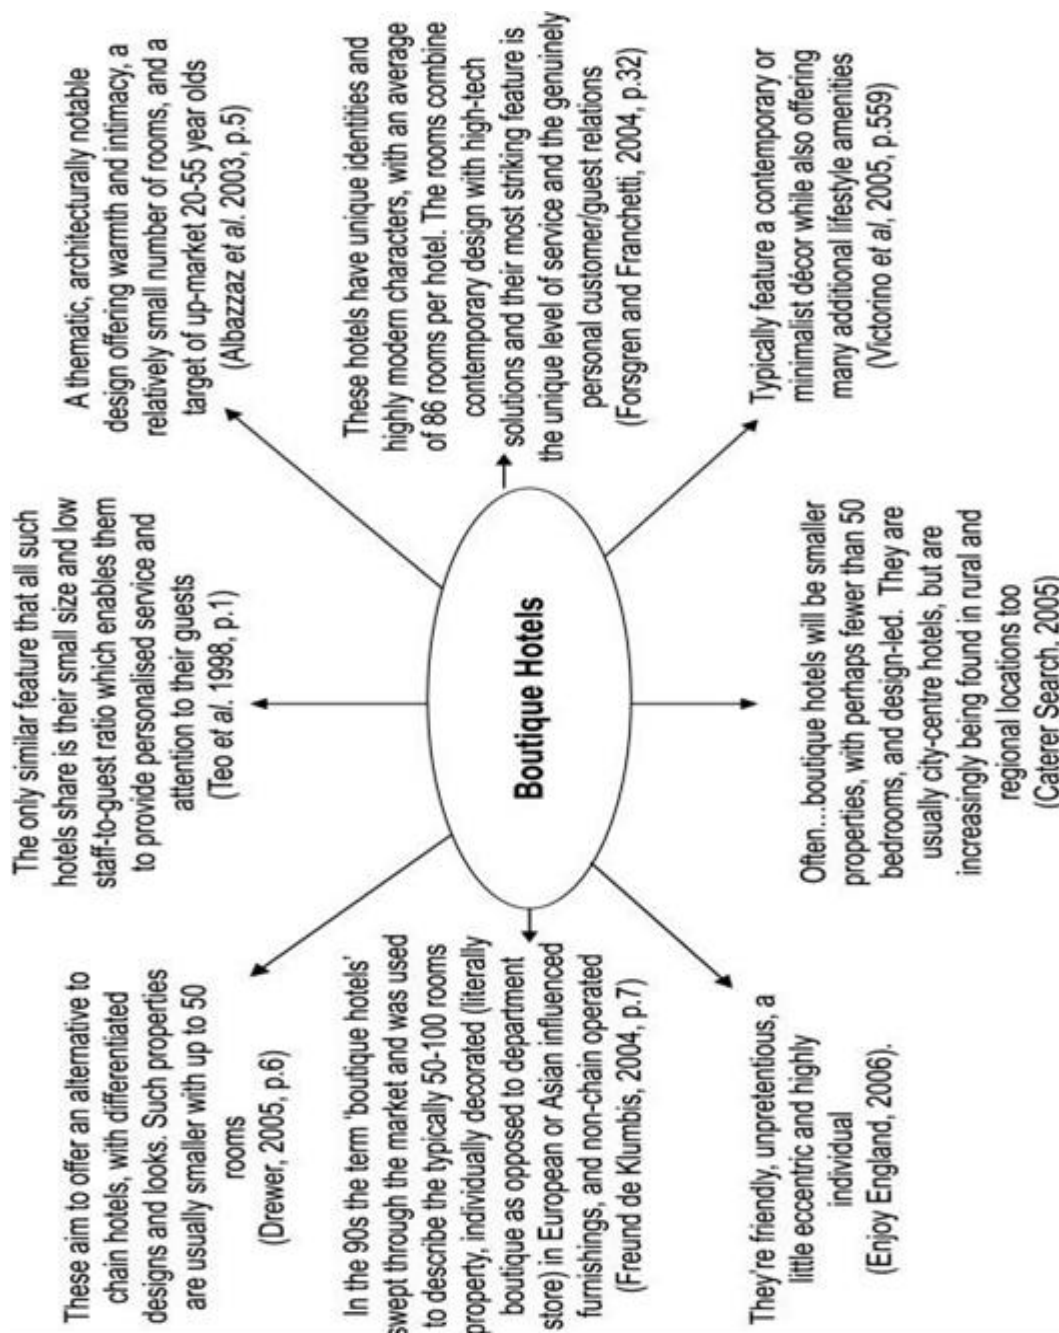 These aim to offer an alternative to
chain hotels, with differentiated
designs and looks. Such properties
are usually smaller with up to 50
rooms
(Drewer, 2005, p.6)
The only similar feature that all such
hotels share is their small size and low
staff-to-guest ratio which enables them
to provide personalised service and
attention to their guests
(Teo et al. 1998, p.1)
A thematic, architecturally notable
design offering warmth and intimacy, a
relatively small number of rooms, and a
target of up-market 20-55 year olds
(Albazzaz et al. 2003, p.5)
In the 90s the term 'boutique hotels'
swept through the market and was used
to describe the typically 50-100 rooms
property, individually decorated (literally
boutique as opposed to department
store) in European or Asian influenced
furnishings, and non-chain operated
(Freund de Klumbis, 2004, p.7)
Boutique Hotels
These hotels have unique identities and
highly modern characters, with an average
of 86 rooms per hotel. The rooms combine
contemporary design with high-tech
solutions and their most striking feature is
the unique level of service and the genuinely
personal customer/guest relations
(Forsgren and Franchetti, 2004, p.32)
They're friendly, unpretentious, a
little eccentric and highly
individual
(Enjoy England, 2006).
Often...boutique hotels will be smaller
properties, with perhaps fewer than 50
bedrooms, and design-led. They are
usually city-centre hotels, but are
increasingly being found in rural and
regional locations too
(Caterer Search, 2005)
Typically feature a contemporary or
minimalist décor while also offering
many additional lifestyle amenities
(Victorino et al, 2005, p.559)